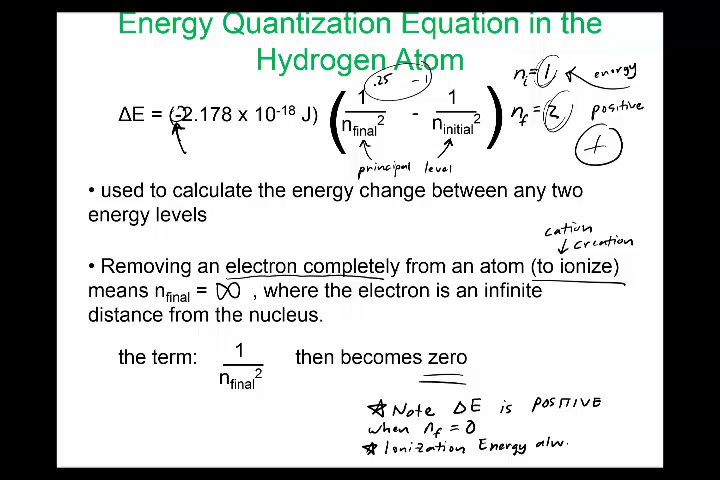 Energy Quantization Equation in the
Hydrogen Atom
.25 - 1
nᵢ = 1 ← energy
ΔE = (-2.178 x 10⁻¹⁸ J) ( 1/n_final² - 1/n_initial² ) n_f = 2 positive
+
principal level
• used to calculate the energy change between any two
energy levels
cation
↓ creation
• Removing an electron completely from an atom (to ionize)
means n_final = ∞ , where the electron is an infinite
distance from the nucleus.
the term: 1/n_final² then becomes zero
☆ Note ΔE is POSITIVE
when n_f = 0
☆ Ionization Energy alw.